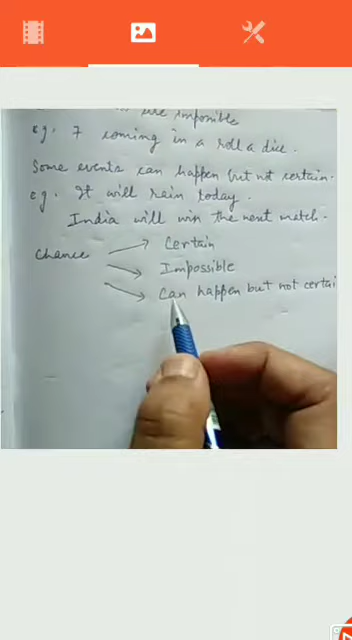 are impossible
eg. 7 coming in a roll a dice.
Some events can happen but not certain.
eg. It will rain today.
India will win the next match.
Chance → Certain
→ Impossible
→ Can happen but not certai